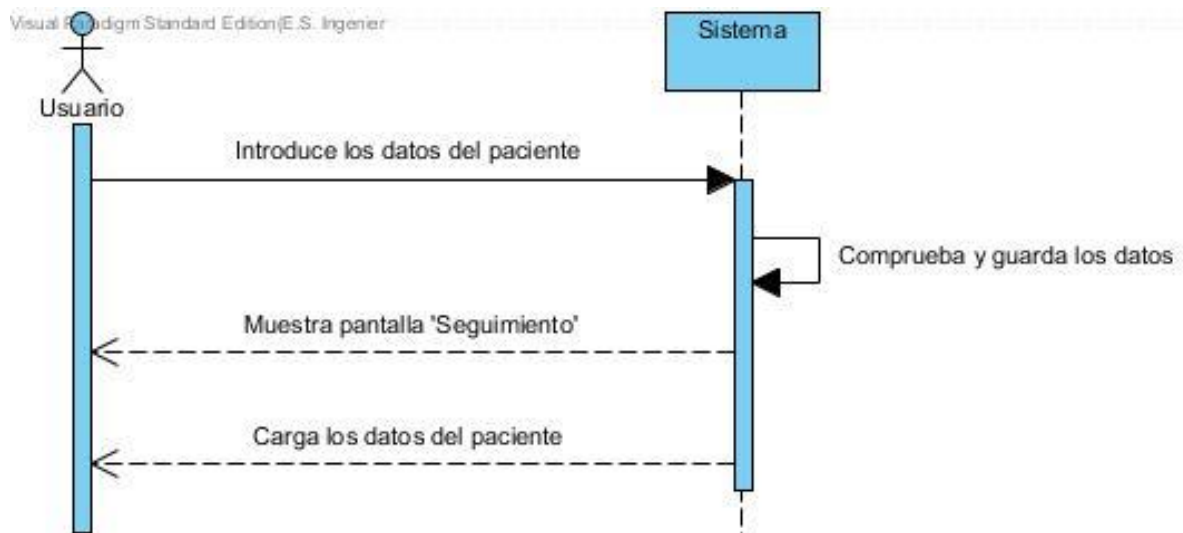 Visual Paradigm Standard Edition(E.S. Ingenier
Sistema
Usuario
Introduce los datos del paciente
Comprueba y guarda los datos
Muestra pantalla 'Seguimiento'
Carga los datos del paciente